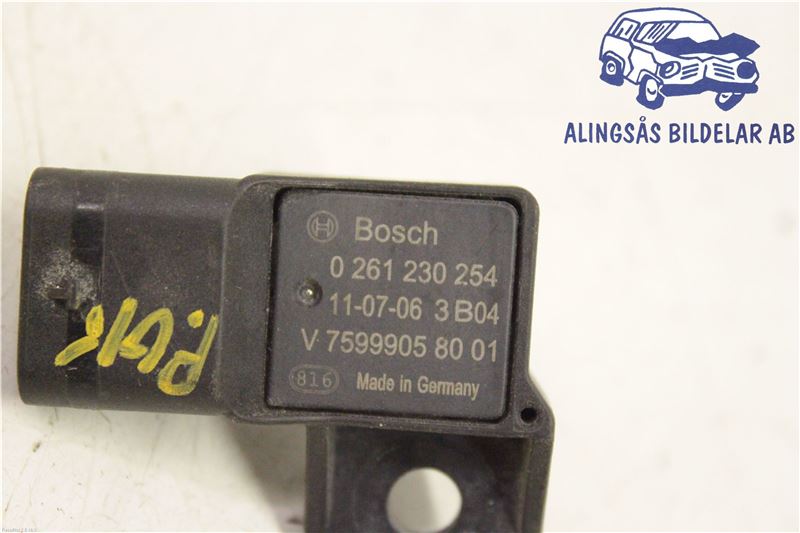 ALINGSÅS BILDELAR AB
Bosch
0 261 230 254
11-07-06 3 B04
V 7599905 80 01
816 Made in Germany